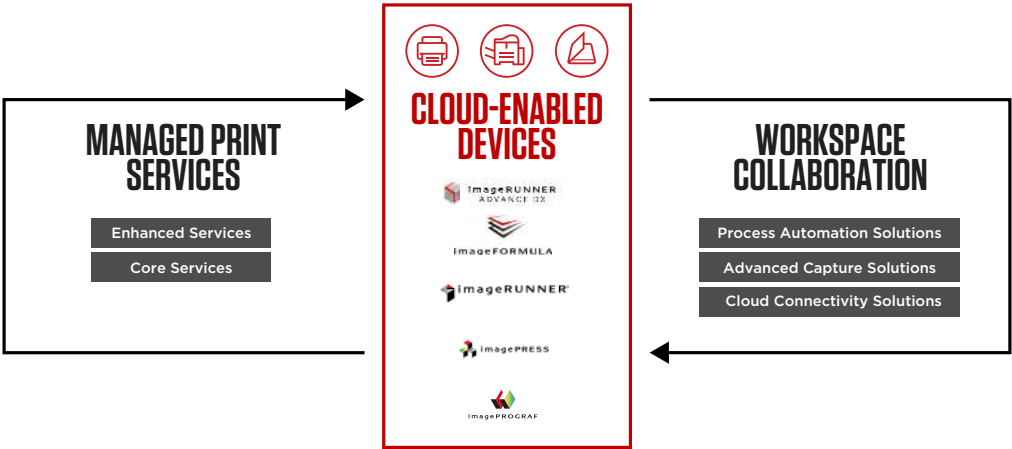 MANAGED PRINT
SERVICES
Enhanced Services
Core Services
CLOUD-ENABLED
DEVICES
imageRUNNER
ADVANCE DX
imageFORMULA
imageRUNNER
imagePRESS
imagePROGRAF
WORKSPACE
COLLABORATION
Process Automation Solutions
Advanced Capture Solutions
Cloud Connectivity Solutions